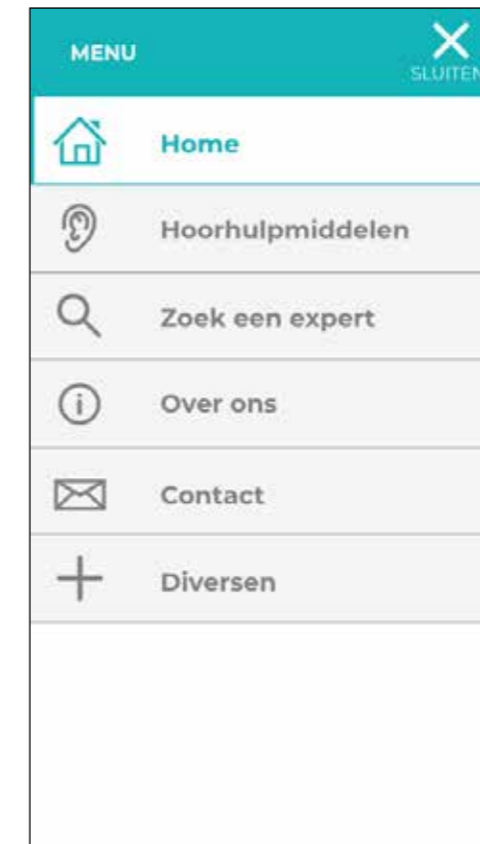 MENU
SLUITEN
Home
Hoorhulpmiddelen
Zoek een expert
Over ons
Contact
Diversen